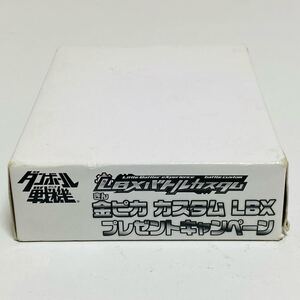 ダンボール
戦機
Little Battler eXperience battle custom
LBXバトルカスタム
きん
金ピカ カスタム LBX
プレゼントキャンペーン